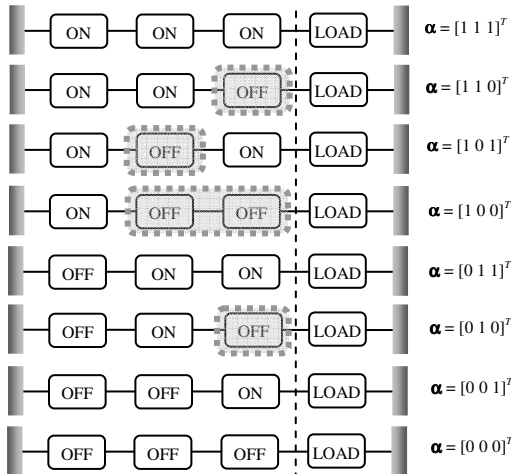 ON ON ON LOAD α = [1 1 1]ᵀ
ON ON OFF LOAD α = [1 1 0]ᵀ
ON OFF ON LOAD α = [1 0 1]ᵀ
ON OFF OFF LOAD α = [1 0 0]ᵀ
OFF ON ON LOAD α = [0 1 1]ᵀ
OFF ON OFF LOAD α = [0 1 0]ᵀ
OFF OFF ON LOAD α = [0 0 1]ᵀ
OFF OFF OFF LOAD α = [0 0 0]ᵀ